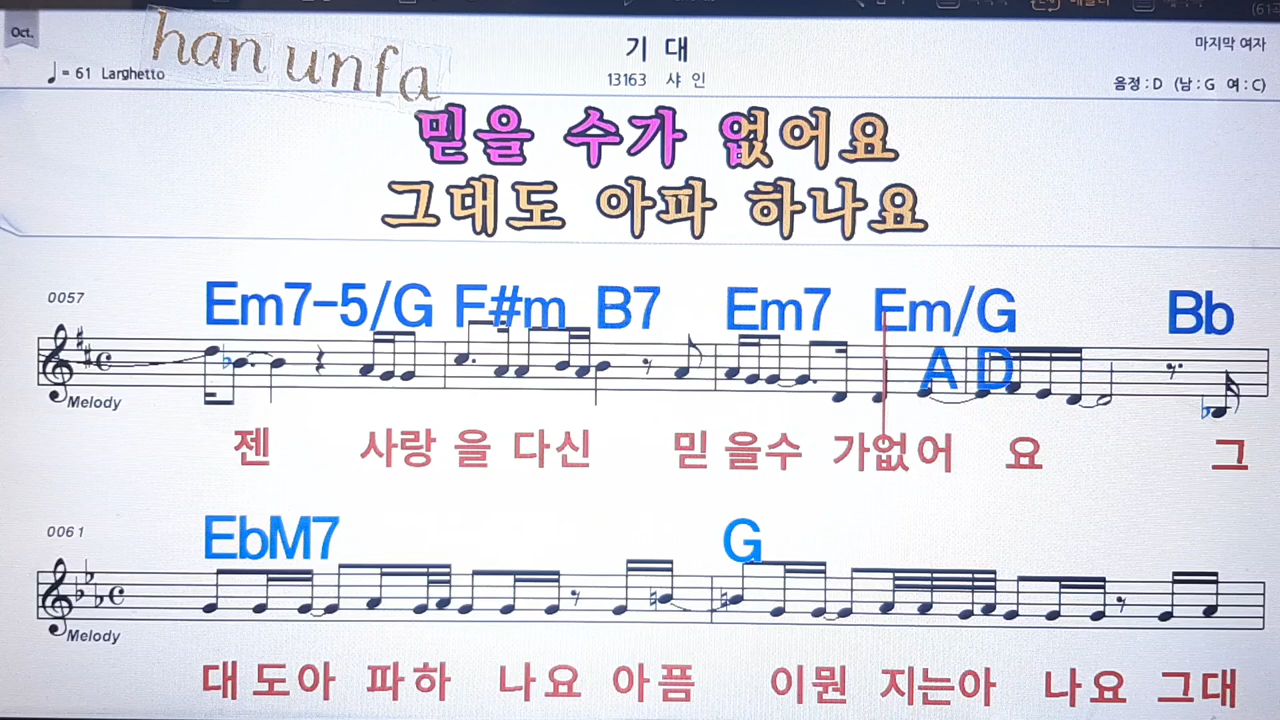 Oct.
han unfa
기 대
마지막 여자
♩= 61 Larghetto
13163 샤 인
음정 : D (남 : G 여 : C)
믿을 수가 없어요
그대도 아파 하나요
0057
Em7-5/G F#m B7 Em7 Em/G Bb
A D
Melody
젠 사랑 을 다신 믿 을수 가없어 요 그
0061
EbM7 G
Melody
대 도아 파하 나요 아픔 이뭔 지는아 나요 그대